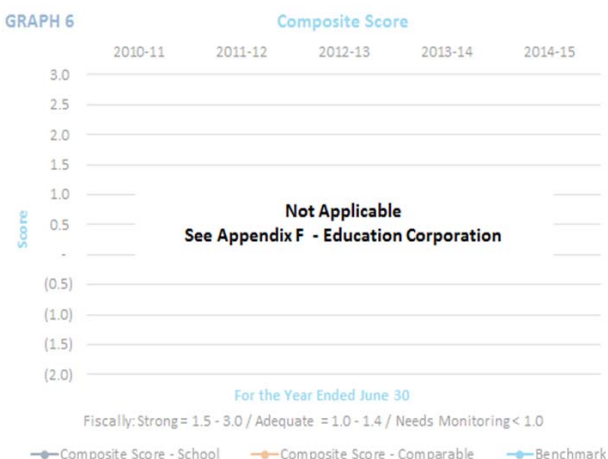 GRAPH 6
Composite Score
2010-11 2011-12 2012-13 2013-14 2014-15
3.0
2.5
2.0
1.5
1.0
0.5
-
(0.5)
(1.0)
(1.5)
(2.0)
Score
Not Applicable
See Appendix F - Education Corporation
For the Year Ended June 30
Fiscally: Strong = 1.5 - 3.0 / Adequate = 1.0 - 1.4 / Needs Monitoring < 1.0
Composite Score - School Composite Score - Comparable Benchmark